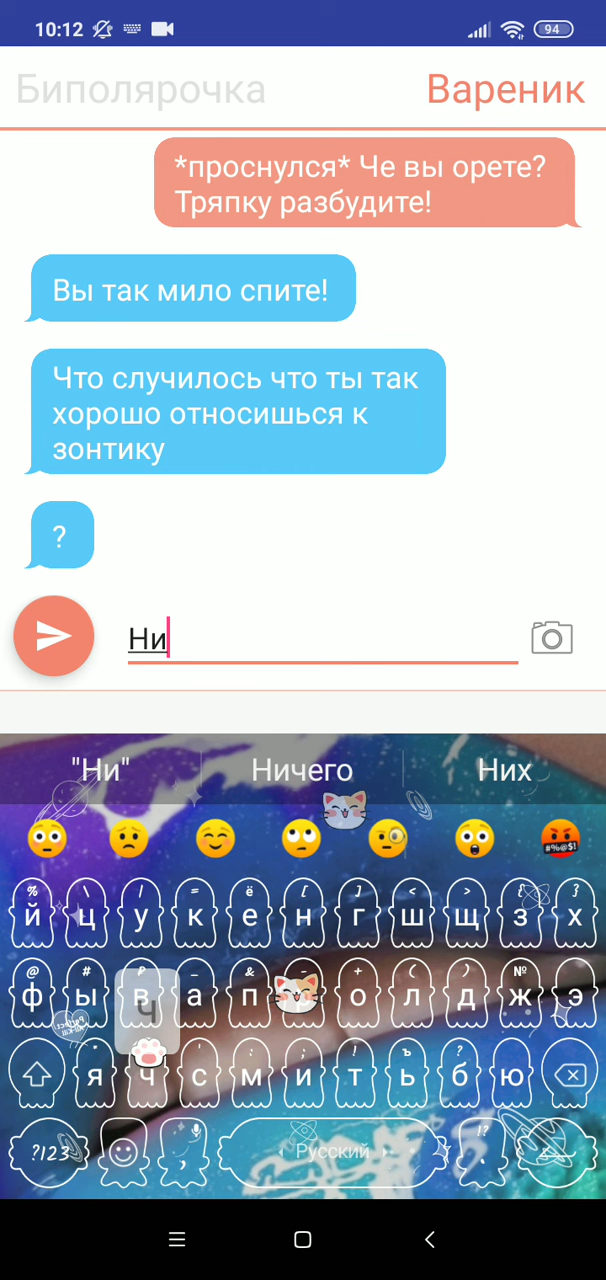 10:12 94
Биполярочка Вареник
*проснулся* Че вы орете?
Тряпку разбудите!
Вы так мило спите!
Что случилось что ты так
хорошо относишься к
зонтику
?
Ни
"Ни" Ничего Них
#%@$!
% \ / = ё [ ] < > { }
й ц у к е н г ш щ з х
@ # ₽ _ & - + ( ) №
ф ы в а п о л д ж э
ч
" ' : ; ! ъ ?
я ч с м и т ь б ю
?123 , Русский !? .